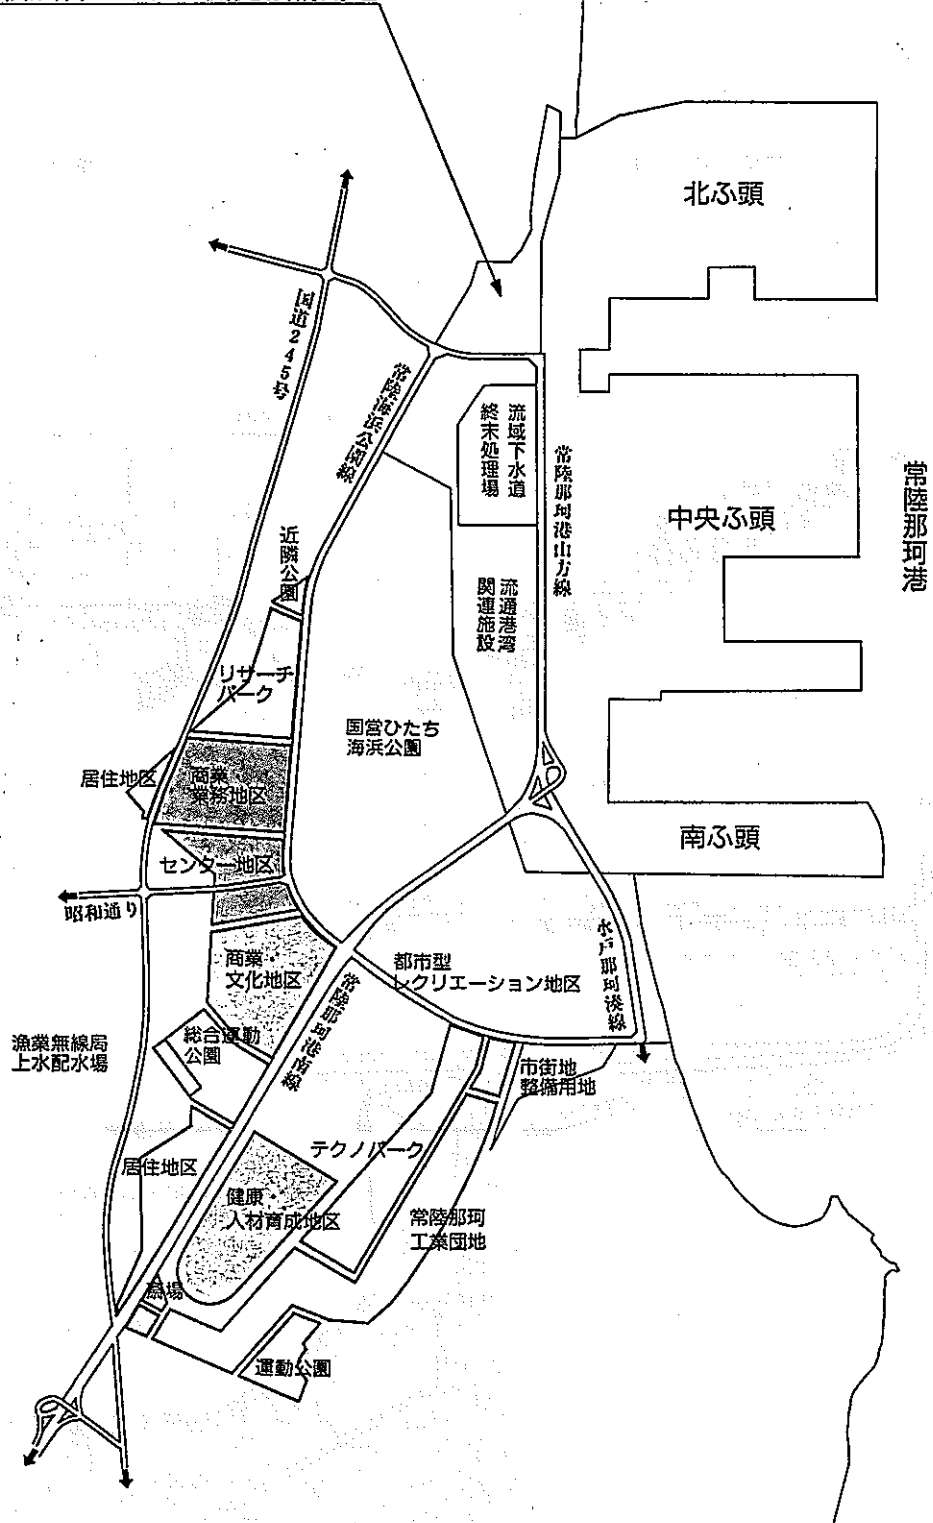 北ふ頭
国道245号
常陸海浜公園線
流域下水道
終末処理場
常陸那珂港山方線
中央ふ頭
常陸那珂港
近隣公園
流通港湾
関連施設
リサーチ
パーク
国営ひたち
海浜公園
居住地区
商業・
業務地区
南ふ頭
センター地区
昭和通り
商業・
文化地区
都市型
レクリエーション地区
水戸那珂湊線
常陸那珂港南線
総合運動
公園
漁業無線局
上水配水場
市街地
整備用地
テクノパーク
居住地区
健康・
人材育成地区
常陸那珂
工業団地
斎場
運動公園